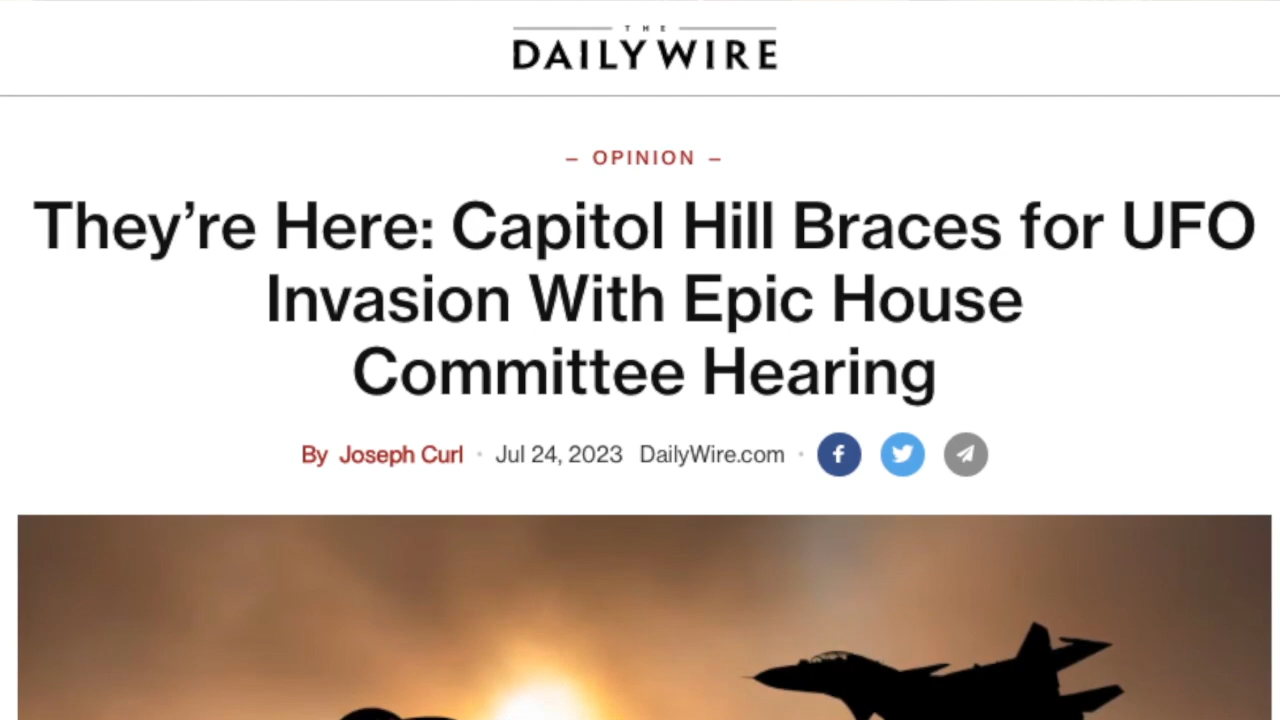 THE
DAILY WIRE
– OPINION –
They’re Here: Capitol Hill Braces for UFO
Invasion With Epic House
Committee Hearing
By Joseph Curl • Jul 24, 2023 DailyWire.com •